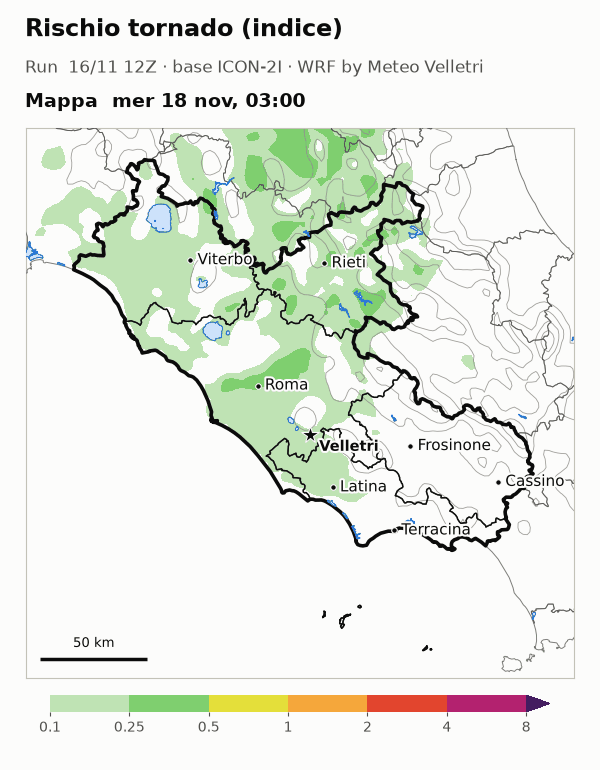 Rischio tornado (indice)
Run  16/11 12Z · base ICON-2I · WRF by Meteo Velletri
Mappa  mer 18 nov, 03:00
Viterbo
Rieti
Roma
Velletri
Frosinone
Latina
Cassino
Terracina
50 km
0.1
0.25
0.5
1
2
4
8